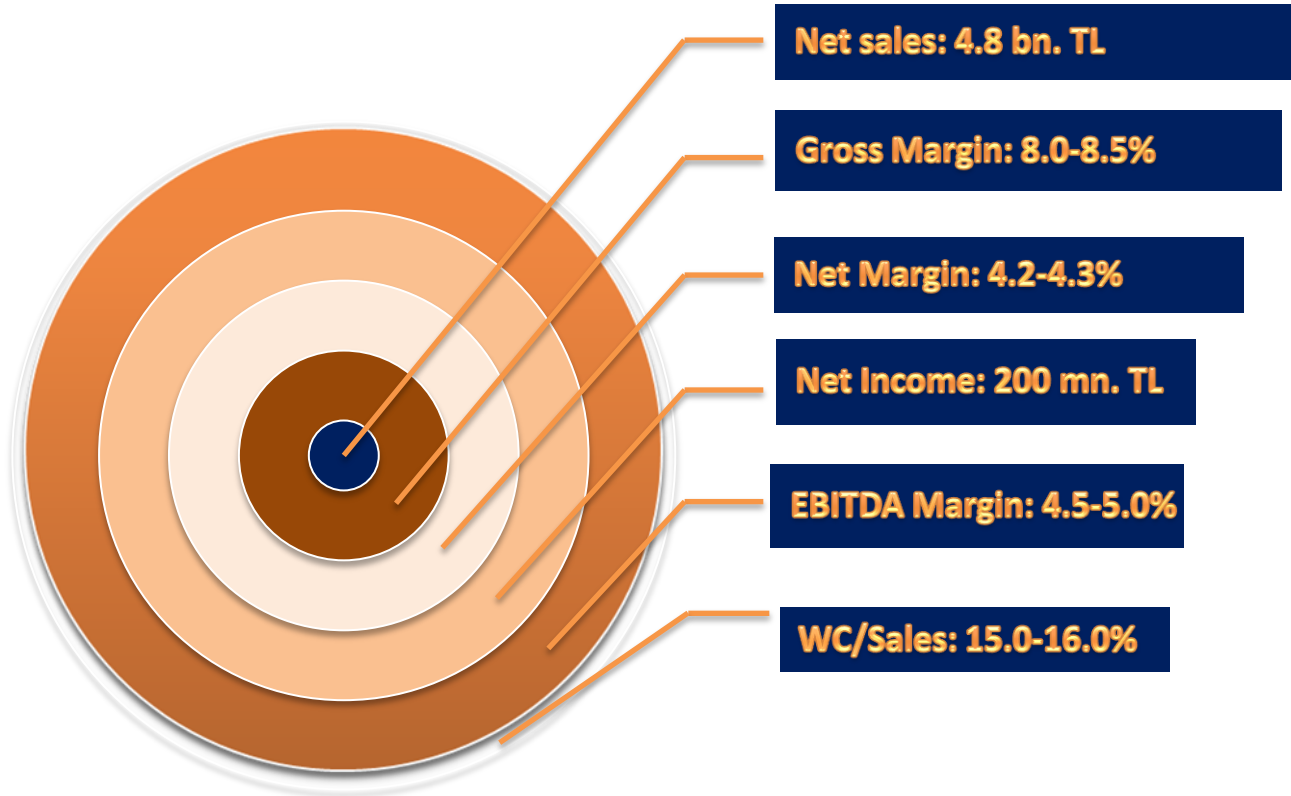 Net sales: 4.8 bn. TL
Gross Margin: 8.0-8.5%
Net Margin: 4.2-4.3%
Net Income: 200 mn. TL
EBITDA Margin: 4.5-5.0%
WC/Sales: 15.0-16.0%